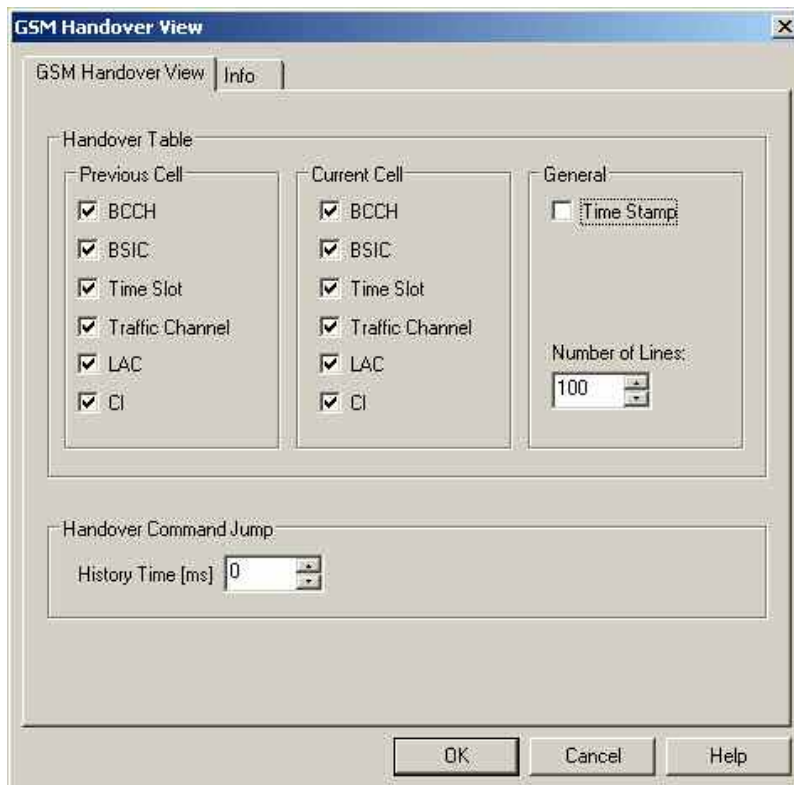 GSM Handover View
GSM Handover View
Info
Handover Table
Previous Cell
BCCH
BSIC
Time Slot
Traffic Channel
LAC
CI
Current Cell
BCCH
BSIC
Time Slot
Traffic Channel
LAC
CI
General
Time Stamp
Number of Lines:
100
Handover Command Jump
History Time [ms] 0
OK
Cancel
Help